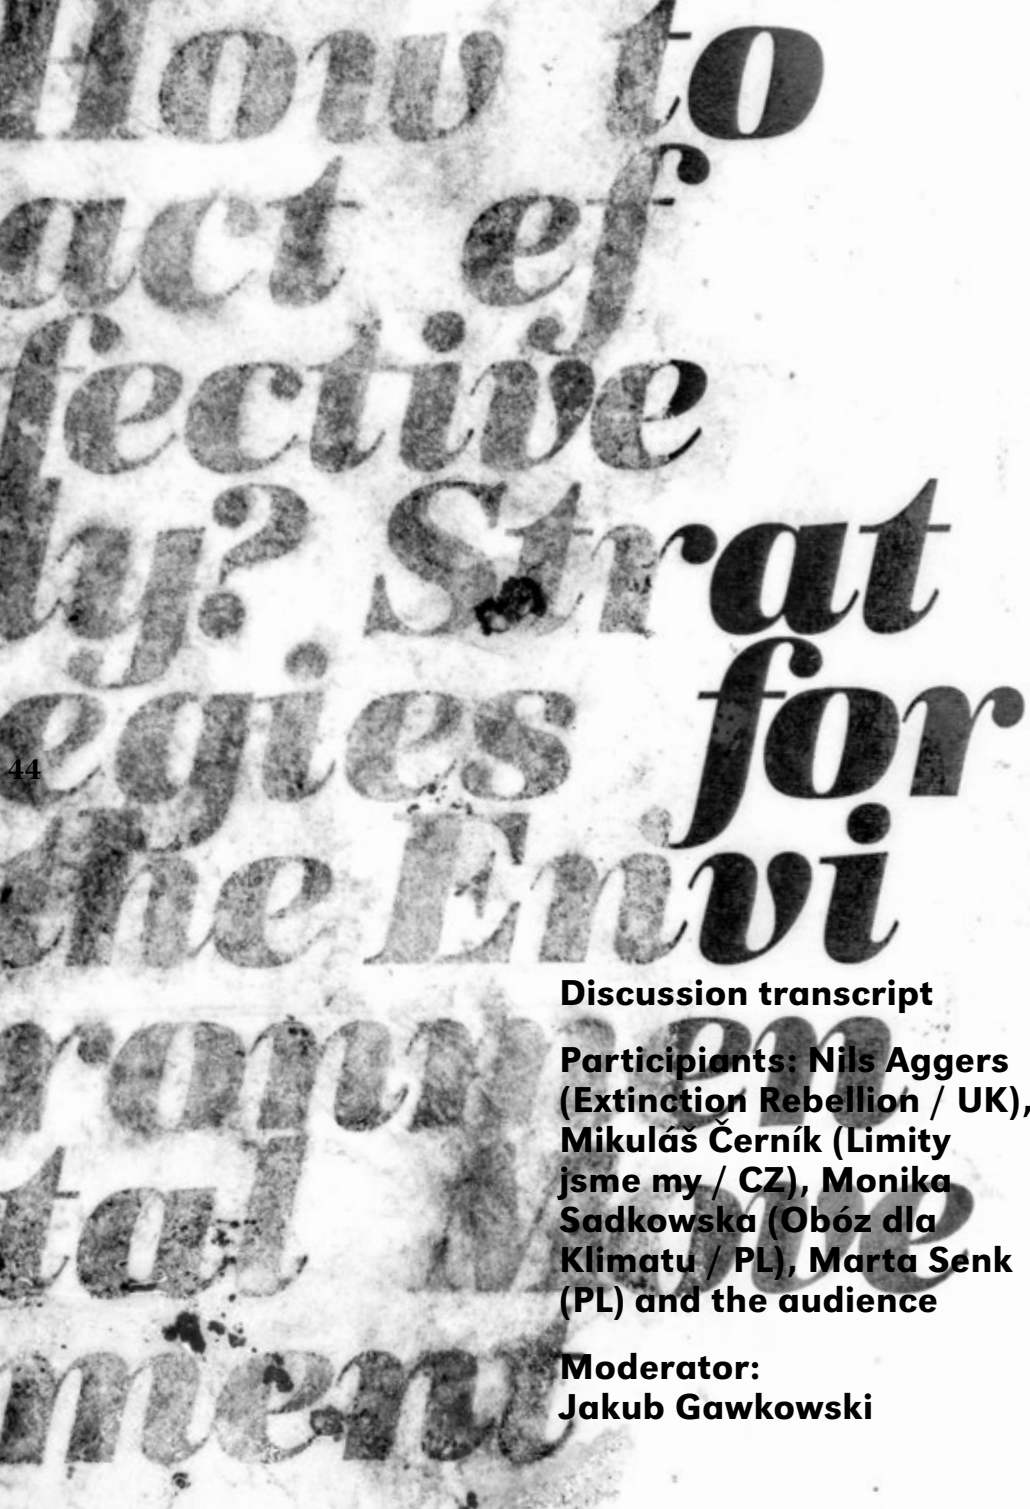 How to
act ef
fective
ly? Strat
egies for
44
the Envi
ronmen
tal Move
ment
Discussion transcript
Participiants: Nils Aggers
(Extinction Rebellion / UK),
Mikuláš Černík (Limity
jsme my / CZ), Monika
Sadkowska (Obóz dla
Klimatu / PL), Marta Senk
(PL) and the audience
Moderator:
Jakub Gawkowski